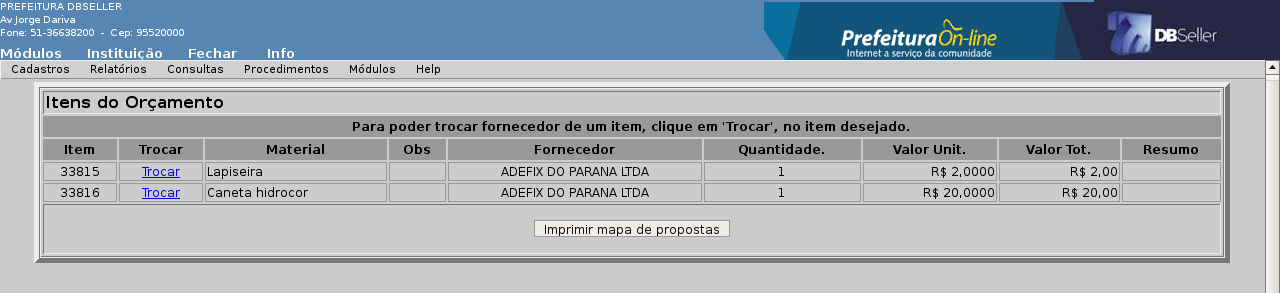 PREFEITURA DBSELLER
Av Jorge Dariva
Fone: 51-36638200 - Cep: 95520000
Prefeitura On-line
Internet a serviço da comunidade
DBSeller
Módulos Instituição Fechar Info
Cadastros Relatórios Consultas Procedimentos Módulos Help
Itens do Orçamento
Para poder trocar fornecedor de um item, clique em 'Trocar', no item desejado.
Item Trocar Material Obs Fornecedor Quantidade. Valor Unit. Valor Tot. Resumo
33815 Trocar Lapiseira ADEFIX DO PARANA LTDA 1 R$ 2,0000 R$ 2,00
33816 Trocar Caneta hidrocor ADEFIX DO PARANA LTDA 1 R$ 20,0000 R$ 20,00
Imprimir mapa de propostas